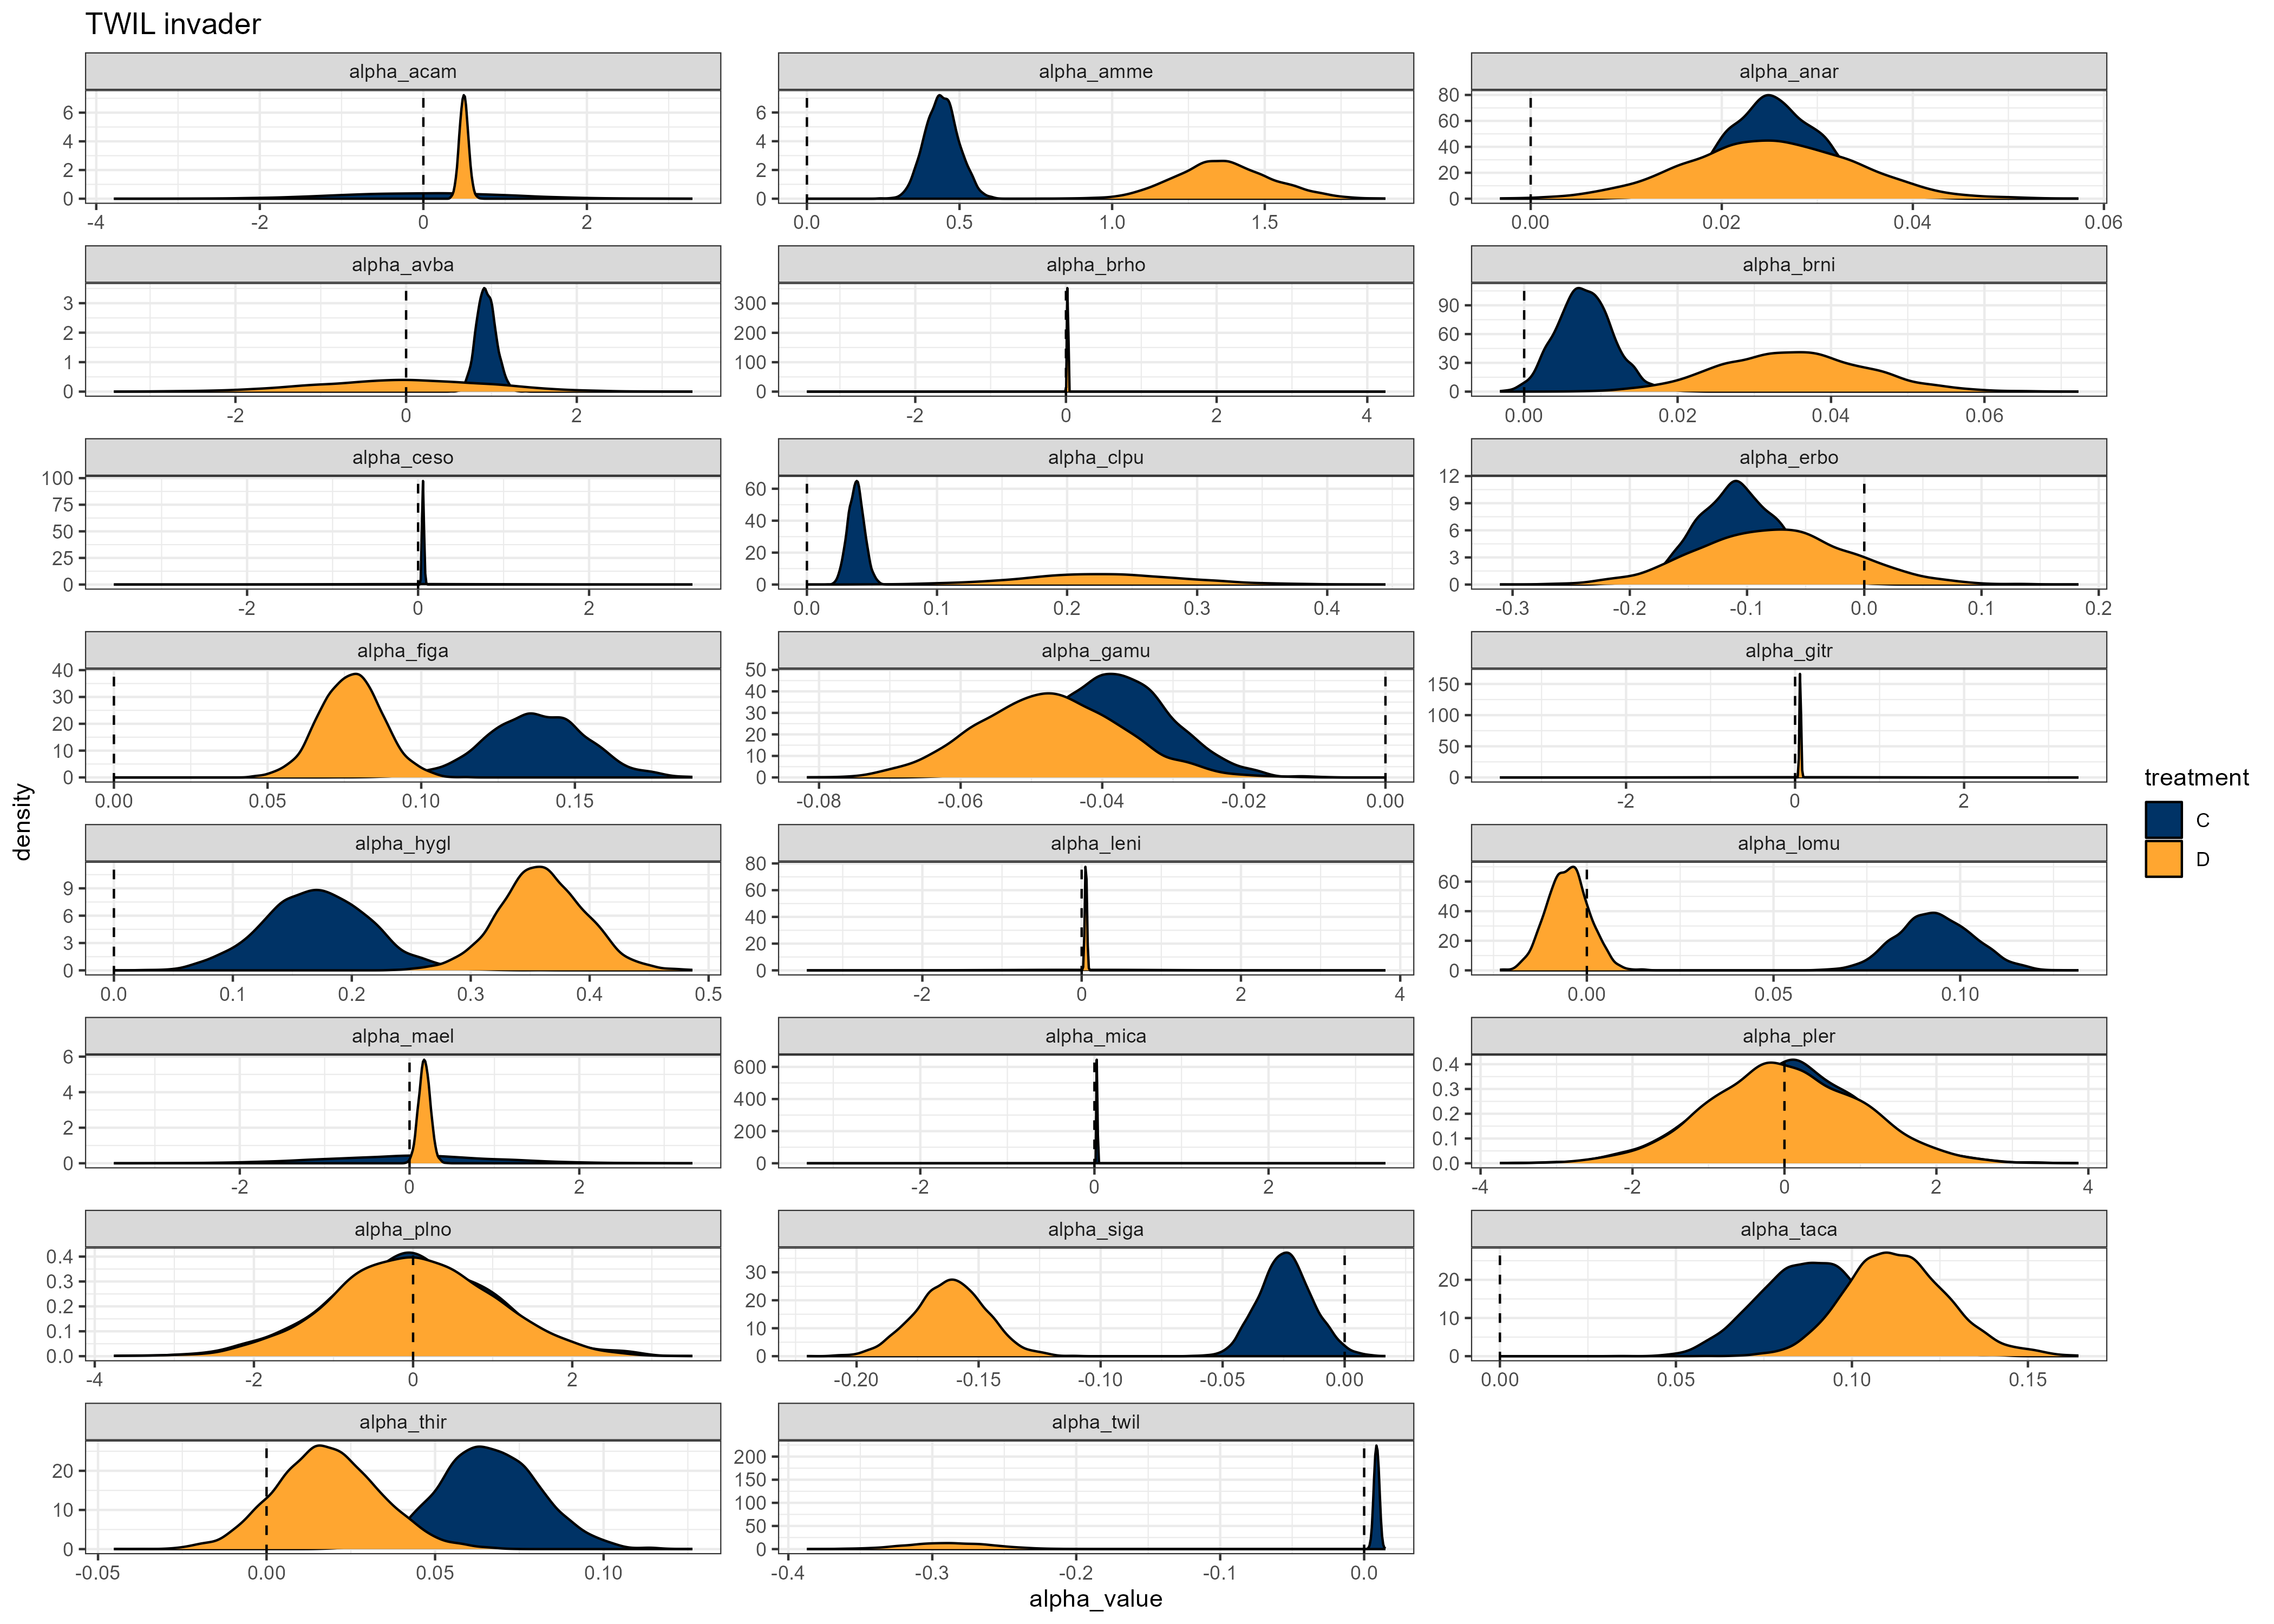 TWIL invader
alpha_acam alpha_amme alpha_anar
6 4 2 0
-4 -2 0 2
6 4 2 0
0.0 0.5 1.0 1.5
80 60 40 20 0
0.00 0.02 0.04 0.06
alpha_avba alpha_brho alpha_brni
3 2 1 0
-2 0 2
300 200 100 0
-2 0 2 4
90 60 30 0
0.00 0.02 0.04 0.06
alpha_ceso alpha_clpu alpha_erbo
100 75 50 25 0
-2 0 2
60 40 20 0
0.0 0.1 0.2 0.3 0.4
12 9 6 3 0
-0.3 -0.2 -0.1 0.0 0.1 0.2
alpha_figa alpha_gamu alpha_gitr
40 30 20 10 0
0.00 0.05 0.10 0.15
50 40 30 20 10 0
-0.08 -0.06 -0.04 -0.02 0.00
150 100 50 0
-2 0 2
alpha_hygl alpha_leni alpha_lomu
9 6 3 0
0.0 0.1 0.2 0.3 0.4 0.5
80 60 40 20 0
-2 0 2 4
60 40 20 0
0.00 0.05 0.10
alpha_mael alpha_mica alpha_pler
6 4 2 0
-2 0 2
600 400 200 0
-2 0 2
0.4 0.3 0.2 0.1 0.0
-4 -2 0 2 4
alpha_plno alpha_siga alpha_taca
0.4 0.3 0.2 0.1 0.0
-4 -2 0 2
30 20 10 0
-0.20 -0.15 -0.10 -0.05 0.00
20 10 0
0.00 0.05 0.10 0.15
alpha_thir alpha_twil
20 10 0
-0.05 0.00 0.05 0.10
200 150 100 50 0
-0.4 -0.3 -0.2 -0.1 0.0
density
alpha_value
treatment
C
D